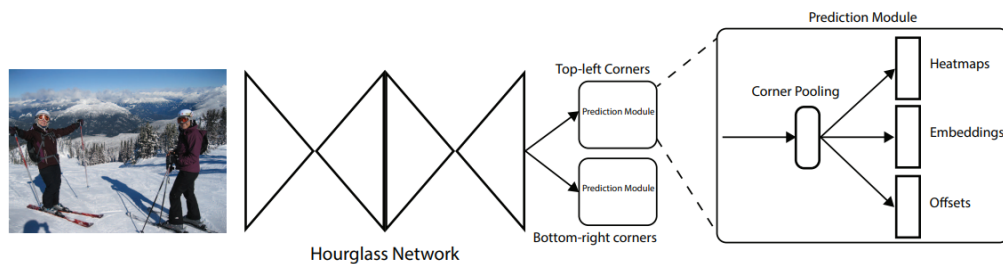 Prediction Module
Top-left Corners
Heatmaps
Corner Pooling
Prediction Module
Embeddings
Prediction Module
Offsets
Bottom-right corners
Hourglass Network